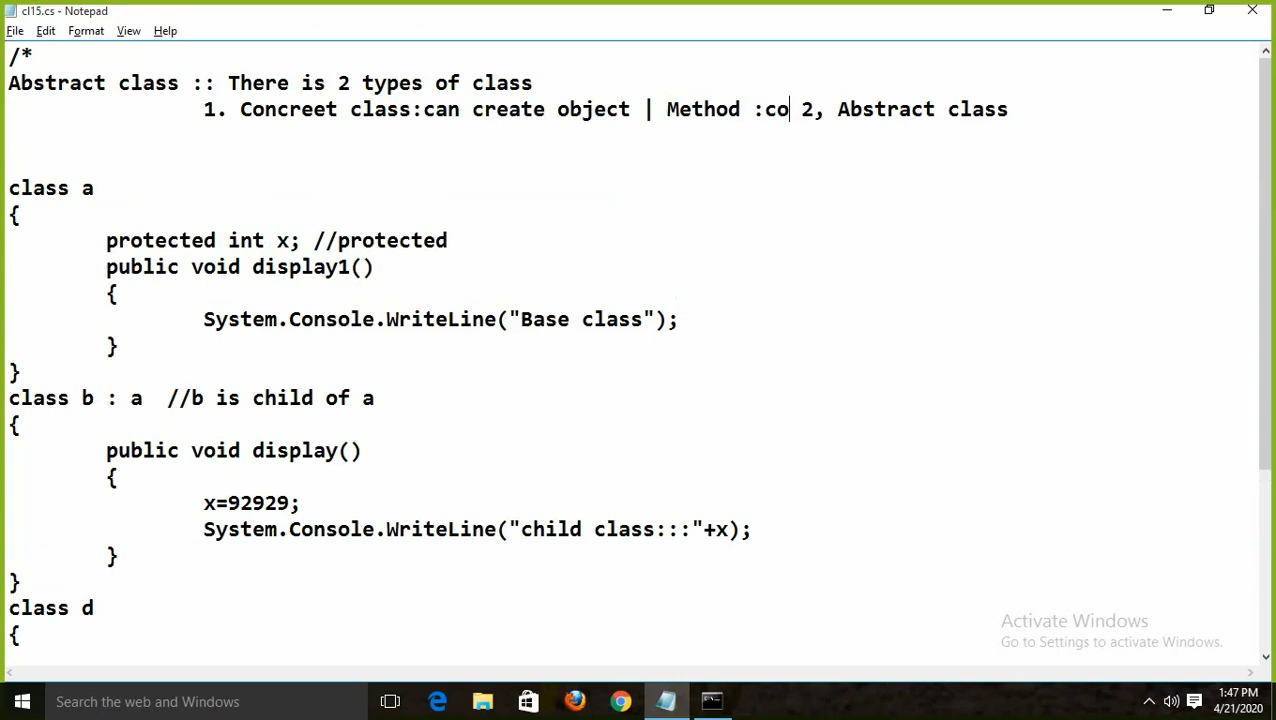 cl15.cs - Notepad
File Edit Format View Help
/*
Abstract class :: There is 2 types of class
1. Concreet class:can create object | Method :co 2, Abstract class
class a
{
protected int x; //protected
public void display1()
{
System.Console.WriteLine("Base class");
}
}
class b : a  //b is child of a
{
public void display()
{
x=92929;
System.Console.WriteLine("child class:::"+x);
}
}
class d
{
Activate Windows
Go to Settings to activate Windows.
Search the web and Windows
1:47 PM
4/21/2020